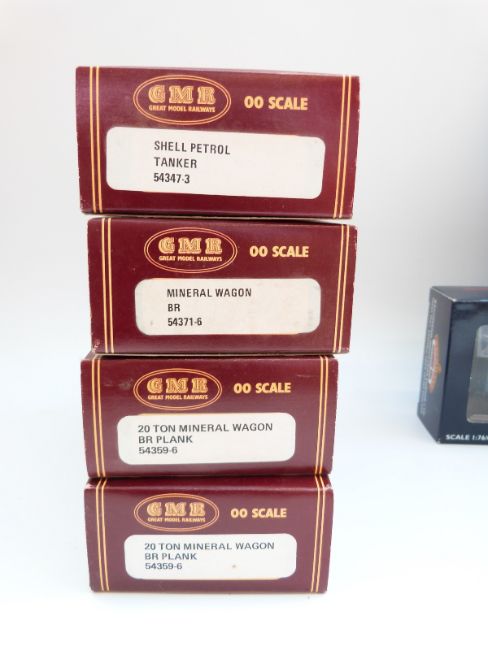 GMR
GREAT MODEL RAILWAYS
OO SCALE
SHELL PETROL
TANKER
54347-3
GMR
GREAT MODEL RAILWAYS
OO SCALE
MINERAL WAGON
BR
54371-6
GMR
GREAT MODEL RAILWAYS
OO SCALE
20 TON MINERAL WAGON
BR PLANK
54359-6
GMR
GREAT MODEL RAILWAYS
OO SCALE
20 TON MINERAL WAGON
BR PLANK
54359-6
SCALE 1:76